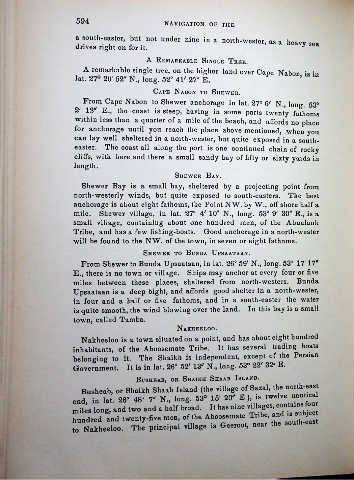 594
NAVIGATION OF THE
a south-easter, but not under nine in a north-wester, as a heavy sea
drives right on for it.
A REMARKABLE SINGLE TREE.
A remarkable single tree, on the higher land over Cape Nabon, is in
lat. 27° 20′ 52″ N., long. 52° 41′ 27″ E.
CAPE NABON TO SHEWER.
From Cape Nabon to Shewer anchorage in lat. 27° 6′ N., long. 53°
2′ 12″ E., the coast is steep, having in some parts twenty fathoms
within less than a quarter of a mile of the beach, and affords no place
for anchorage until you reach the place above mentioned, when you
can lay well sheltered in a north-wester, but quite exposed in a south-
easter. The coast all along the port is one continued chain of rocky
cliffs, with here and there a small sandy bay of fifty or sixty yards in
length.
SHEWER BAY.
Shewer Bay is a small bay, sheltered by a projecting point from
north-westerly winds, but quite exposed to south-easters. The best
anchorage is about eight fathoms, the Point NW. by W., off shore half a
mile. Shewer village, in lat. 27° 4′ 10″ N., long. 53° 9′ 30″ E., is a
small village, containing about one hundred men, of the
Tribe, and has a few fishing-boats. Good anchorage in a north-wester
will be found to the NW. of the town, in seven or eight fathoms.
SHEWER TO BUNDA UPSAATAAN.
From Shewer to Bunda Upsaataan, in lat. 26° 59′ N., long. 53° 17′ 17″
E., there is no town or village. Ships may anchor at every four or five
miles between these places, sheltered from north-westers. Bunda
Upsaataan is a deep bight, and affords good shelter in a north-wester,
in four and a half or five fathoms, and in a south-easter the water
is quite smooth, the wind blowing over the land. In this bay is a small
town, called Tamba.
NAKHEELOO.
Nakheeloo is a town situated on a point, and has about eight hundred
inhabitants, of the Aboosemate Tribe. It has several trading boats
belonging to it. The Shaikh is independent, except of the Persian
Government. It is in lat. 26° 52′ 13″ N., long. 53° 23′ 32″ E.
BUSHEAB, OR SHAIKH SHAAB ISLAND.
Busheab, or Shaikh Shaab Island (the village of Sazal, the north-east
end, in lat. 26° 48′ 7″ N., long. 53° 15′ 20″ E.), is twelve nautical
miles long, and two and a half broad. It has nine villages, contains four
hundred and twenty-five men, of the Aboosemate Tribe, and is subject
to Nakheeloo. The principal village is Geesrot, near the south-east